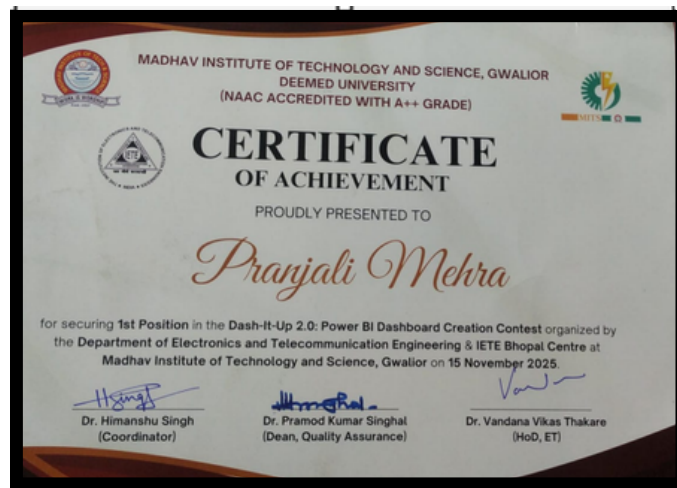 MADHAV INSTITUTE OF TECHNOLOGY AND SCIENCE, GWALIOR
DEEMED UNIVERSITY
(NAAC ACCREDITED WITH A++ GRADE)
MITS
IETE
CERTIFICATE
OF ACHIEVEMENT
PROUDLY PRESENTED TO
Pranjali Mehra
for securing 1st Position in the Dash-It-Up 2.0: Power BI Dashboard Creation Contest organized by
the Department of Electronics and Telecommunication Engineering & IETE Bhopal Centre at
Madhav Institute of Technology and Science, Gwalior on 15 November 2025.
Dr. Himanshu Singh
(Coordinator)
Dr. Pramod Kumar Singhal
(Dean, Quality Assurance)
Dr. Vandana Vikas Thakare
(HoD, ET)